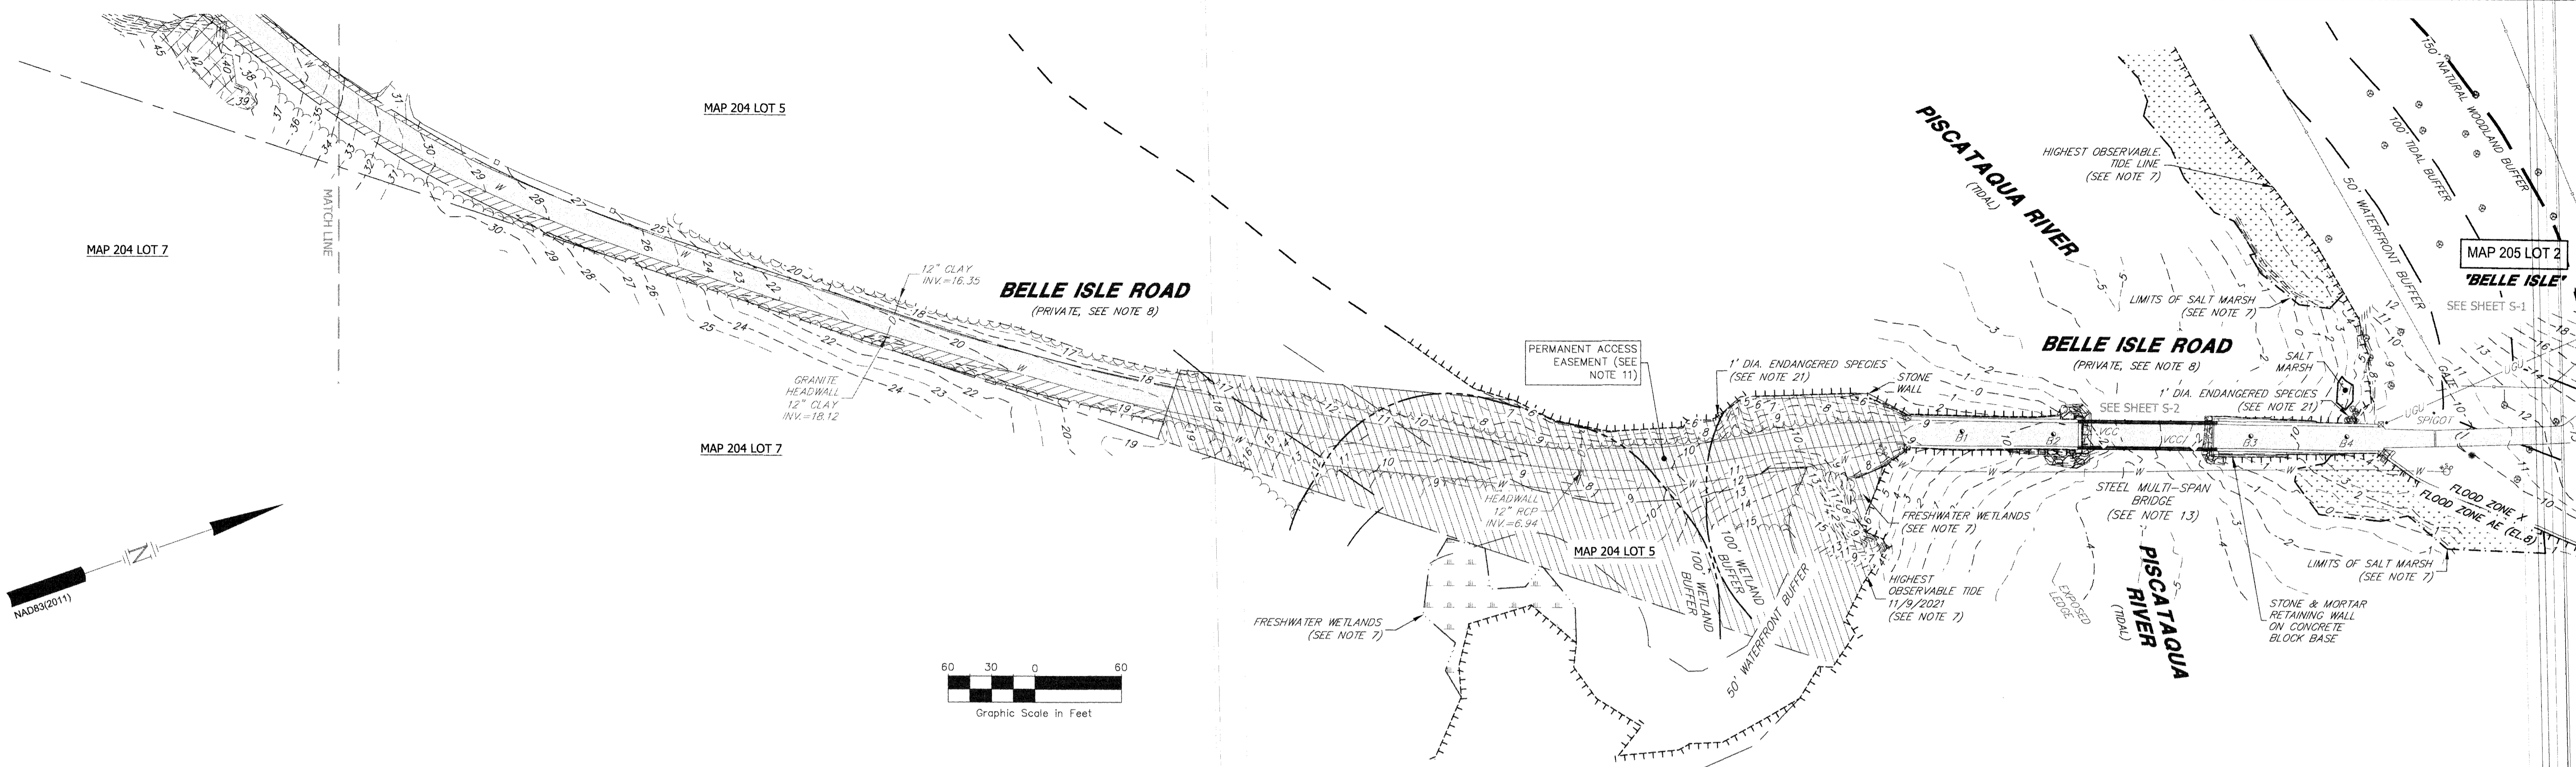 MAP 204 LOT 5
MAP 204 LOT 7
MATCH LINE
MAP 204 LOT 7
12" CLAY
INV.=16.35
BELLE ISLE ROAD
(PRIVATE, SEE NOTE 8)
GRANITE
HEADWALL
12" CLAY
INV.=18.12
N
NAD83(2011)
60 30 0 60
Graphic Scale in Feet
PERMANENT ACCESS
EASEMENT (SEE
NOTE 11)
1' DIA. ENDANGERED SPECIES
(SEE NOTE 21)
STONE
WALL
HEADWALL
12" RCP
INV.=6.94
MAP 204 LOT 5
FRESHWATER WETLANDS
(SEE NOTE 7)
100' WETLAND
BUFFER
100' WETLAND
BUFFER
50' WATERFRONT BUFFER
FRESHWATER WETLANDS
(SEE NOTE 7)
HIGHEST
OBSERVABLE TIDE
11/9/2021
(SEE NOTE 7)
PISCATAQUA RIVER
(TIDAL)
HIGHEST OBSERVABLE
TIDE LINE
(SEE NOTE 7)
LIMITS OF SALT MARSH
(SEE NOTE 7)
BELLE ISLE ROAD
(PRIVATE, SEE NOTE 8)
SALT
MARSH
1' DIA. ENDANGERED SPECIES
(SEE NOTE 21)
SEE SHEET S-2
B1
B2
VCC
VCC
B3
B4
STEEL MULTI-SPAN
BRIDGE
(SEE NOTE 13)
EXPOSED
LEDGE
PISCATAQUA
RIVER
(TIDAL)
STONE & MORTAR
RETAINING WALL
ON CONCRETE
BLOCK BASE
LIMITS OF SALT MARSH
(SEE NOTE 7)
FLOOD ZONE X
FLOOD ZONE AE (EL.8)
150' NATURAL WOODLAND BUFFER
100' TIDAL BUFFER
50' WATERFRONT BUFFER
MAP 205 LOT 2
"BELLE ISLE"
SEE SHEET S-1
GATE
UGU
UGU
SPIGOT